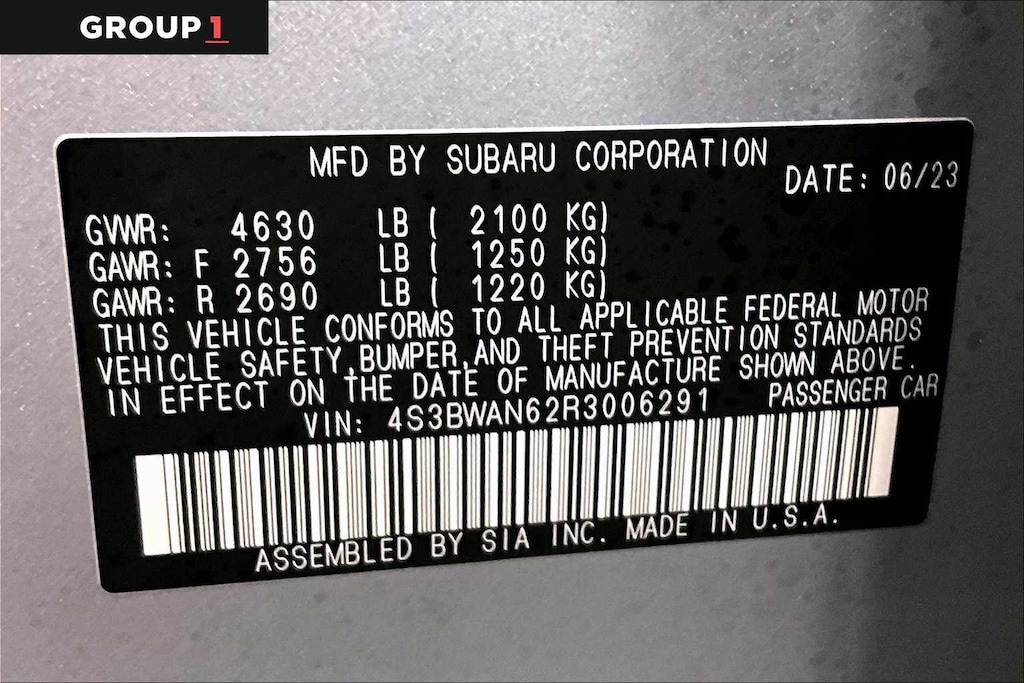 GROUP 1
MFD BY SUBARU CORPORATION
DATE: 06/23
GVWR: 4630 LB ( 2100 KG)
GAWR: F 2756 LB ( 1250 KG)
GAWR: R 2690 LB ( 1220 KG)
THIS VEHICLE CONFORMS TO ALL APPLICABLE FEDERAL MOTOR
VEHICLE SAFETY,BUMPER,AND THEFT PREVENTION STANDARDS
IN EFFECT ON THE DATE OF MANUFACTURE SHOWN ABOVE.
VIN: 4S3BWAN62R3006291 PASSENGER CAR
ASSEMBLED BY SIA INC. MADE IN U.S.A.